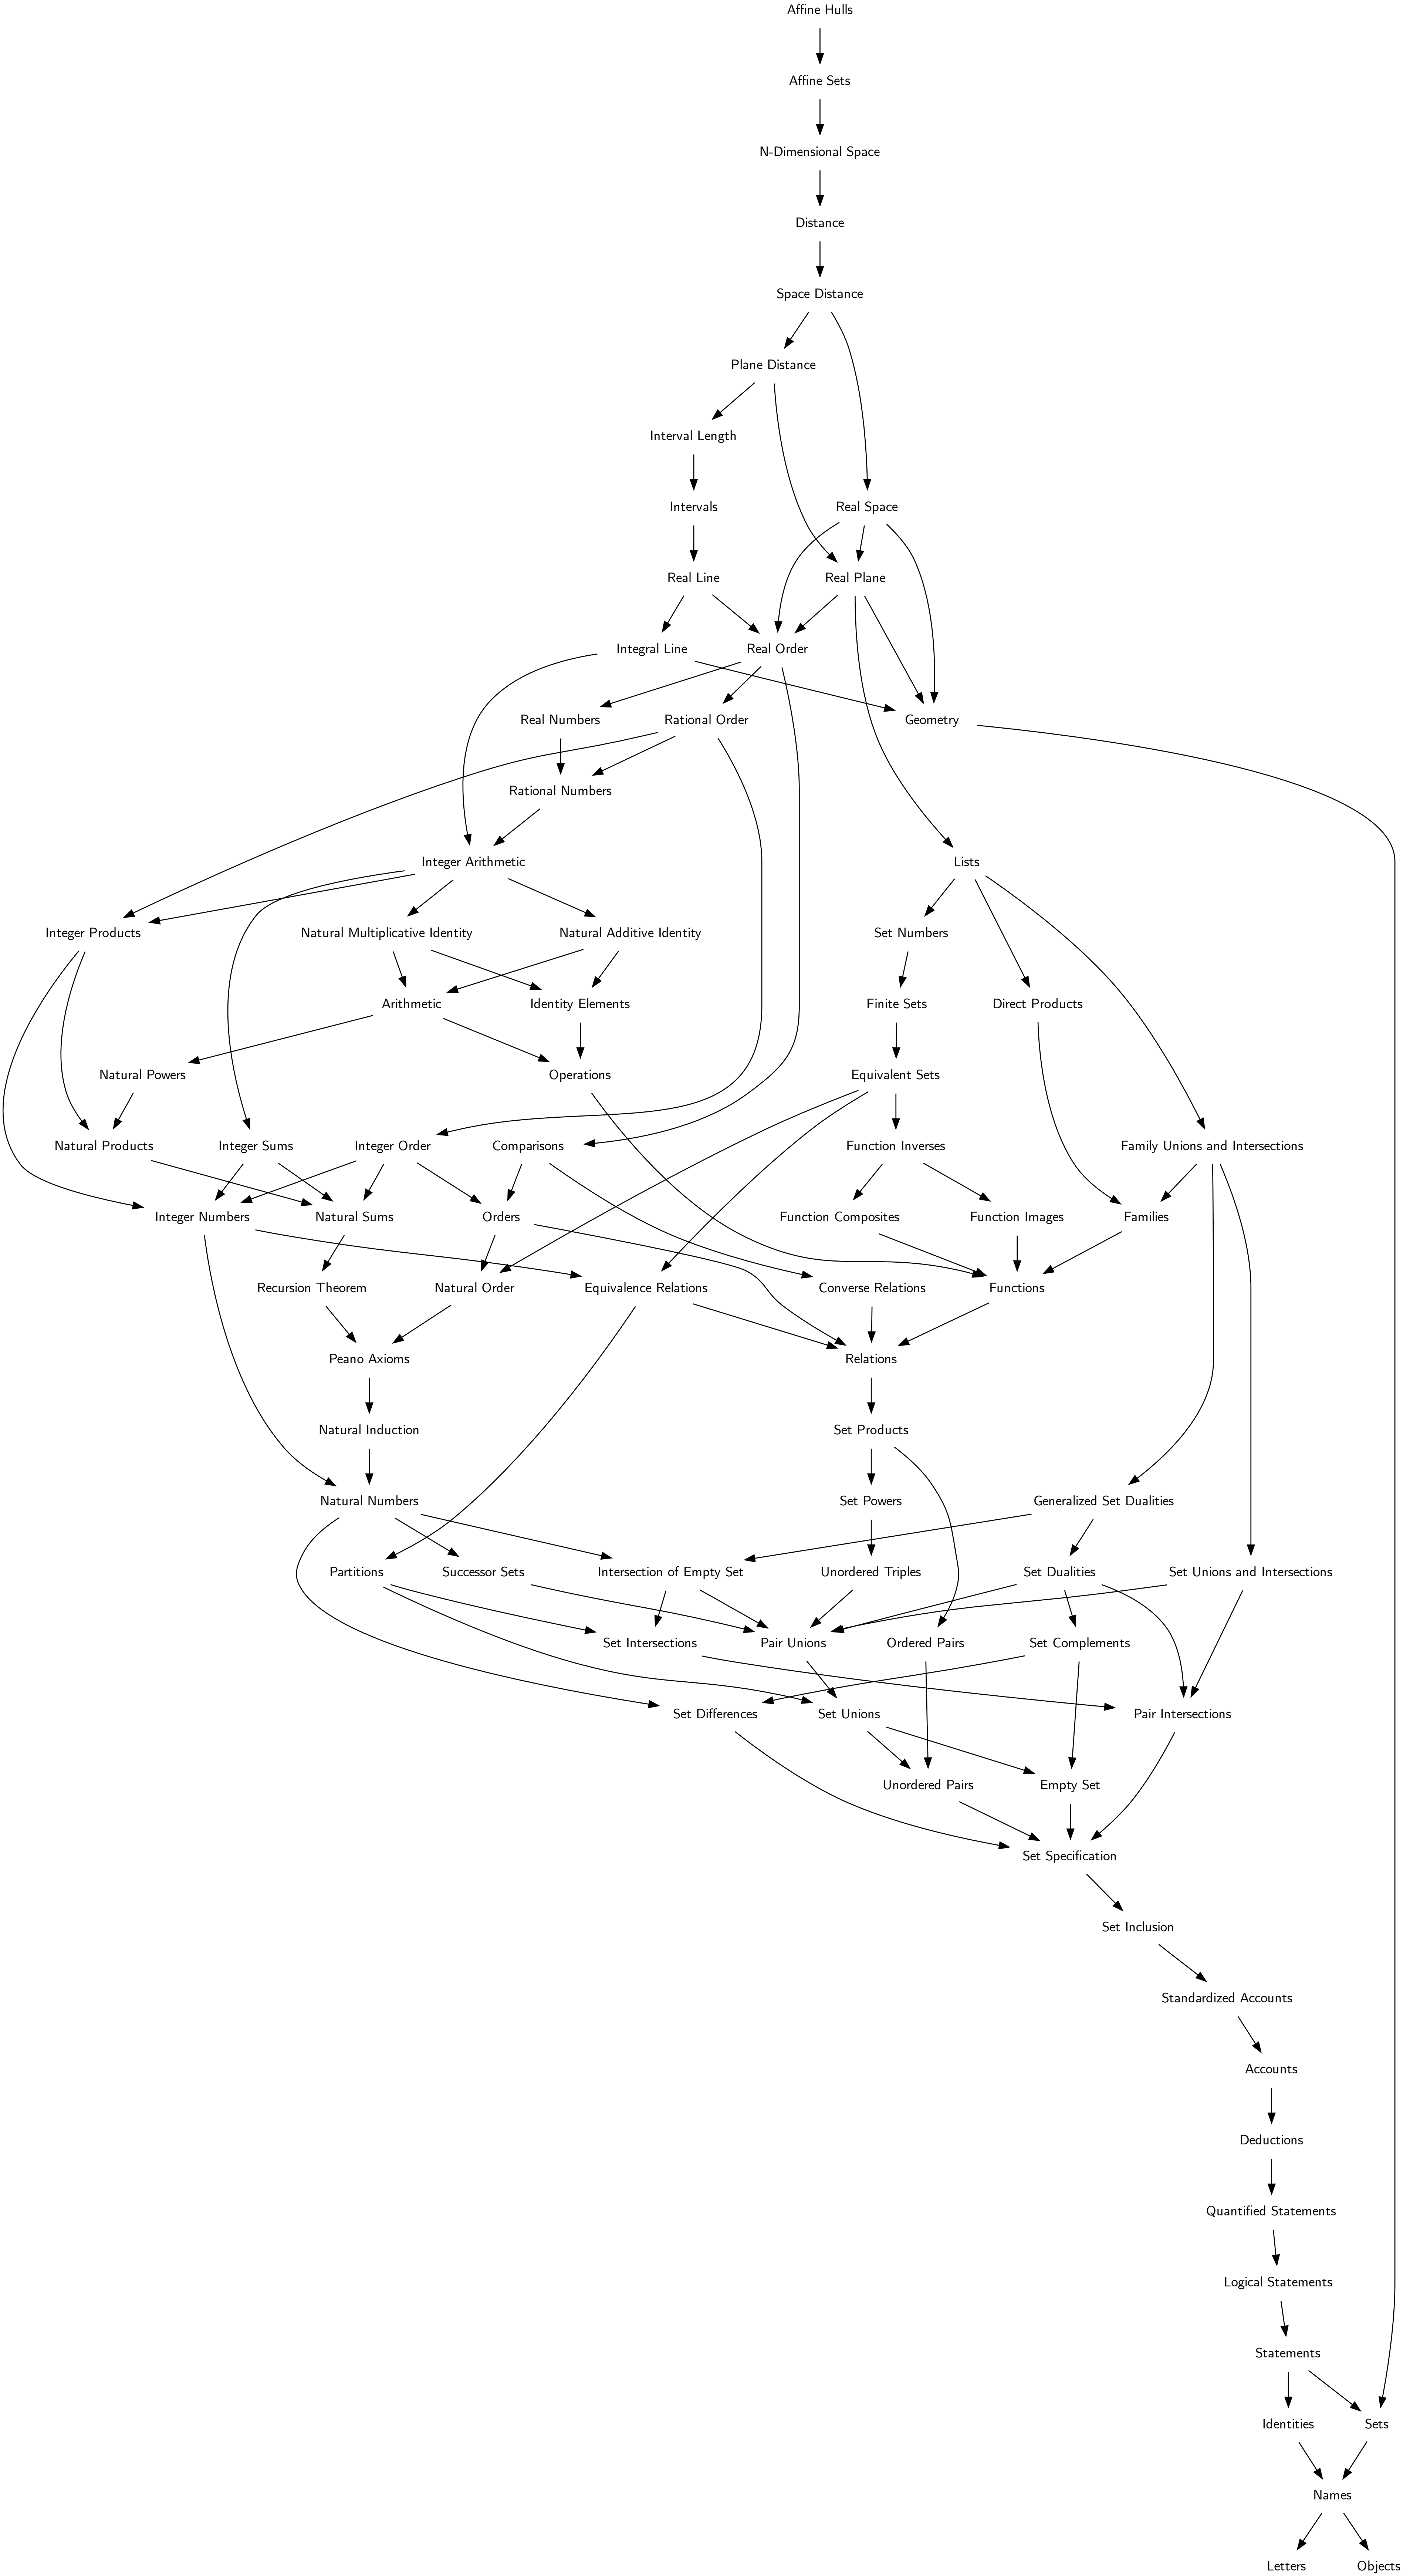 Affine Hulls
Affine Sets
N-Dimensional Space
Distance
Space Distance
Plane Distance
Interval Length
Intervals
Real Space
Real Line
Real Plane
Integral Line
Real Order
Real Numbers
Rational Order
Geometry
Rational Numbers
Integer Arithmetic
Lists
Integer Products
Natural Multiplicative Identity
Natural Additive Identity
Set Numbers
Arithmetic
Identity Elements
Finite Sets
Direct Products
Natural Powers
Operations
Equivalent Sets
Natural Products
Integer Sums
Integer Order
Comparisons
Function Inverses
Family Unions and Intersections
Integer Numbers
Natural Sums
Orders
Function Composites
Function Images
Families
Recursion Theorem
Natural Order
Equivalence Relations
Converse Relations
Functions
Peano Axioms
Relations
Natural Induction
Set Products
Natural Numbers
Set Powers
Generalized Set Dualities
Partitions
Successor Sets
Intersection of Empty Set
Unordered Triples
Set Dualities
Set Unions and Intersections
Set Intersections
Pair Unions
Ordered Pairs
Set Complements
Set Differences
Set Unions
Pair Intersections
Unordered Pairs
Empty Set
Set Specification
Set Inclusion
Standardized Accounts
Accounts
Deductions
Quantified Statements
Logical Statements
Statements
Identities
Sets
Names
Letters
Objects